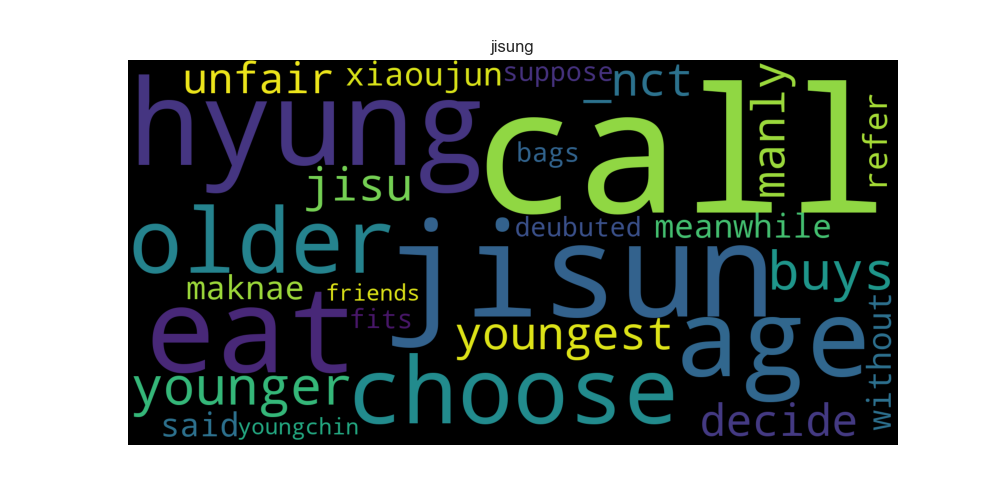 jisung
unfair xiaoujun suppose _nct
hyung call manly refer
bags
jisu
older deubuted meanwhile
jisun buys
maknae friends
eat fits youngest age without
younger choose decide
said youngchin